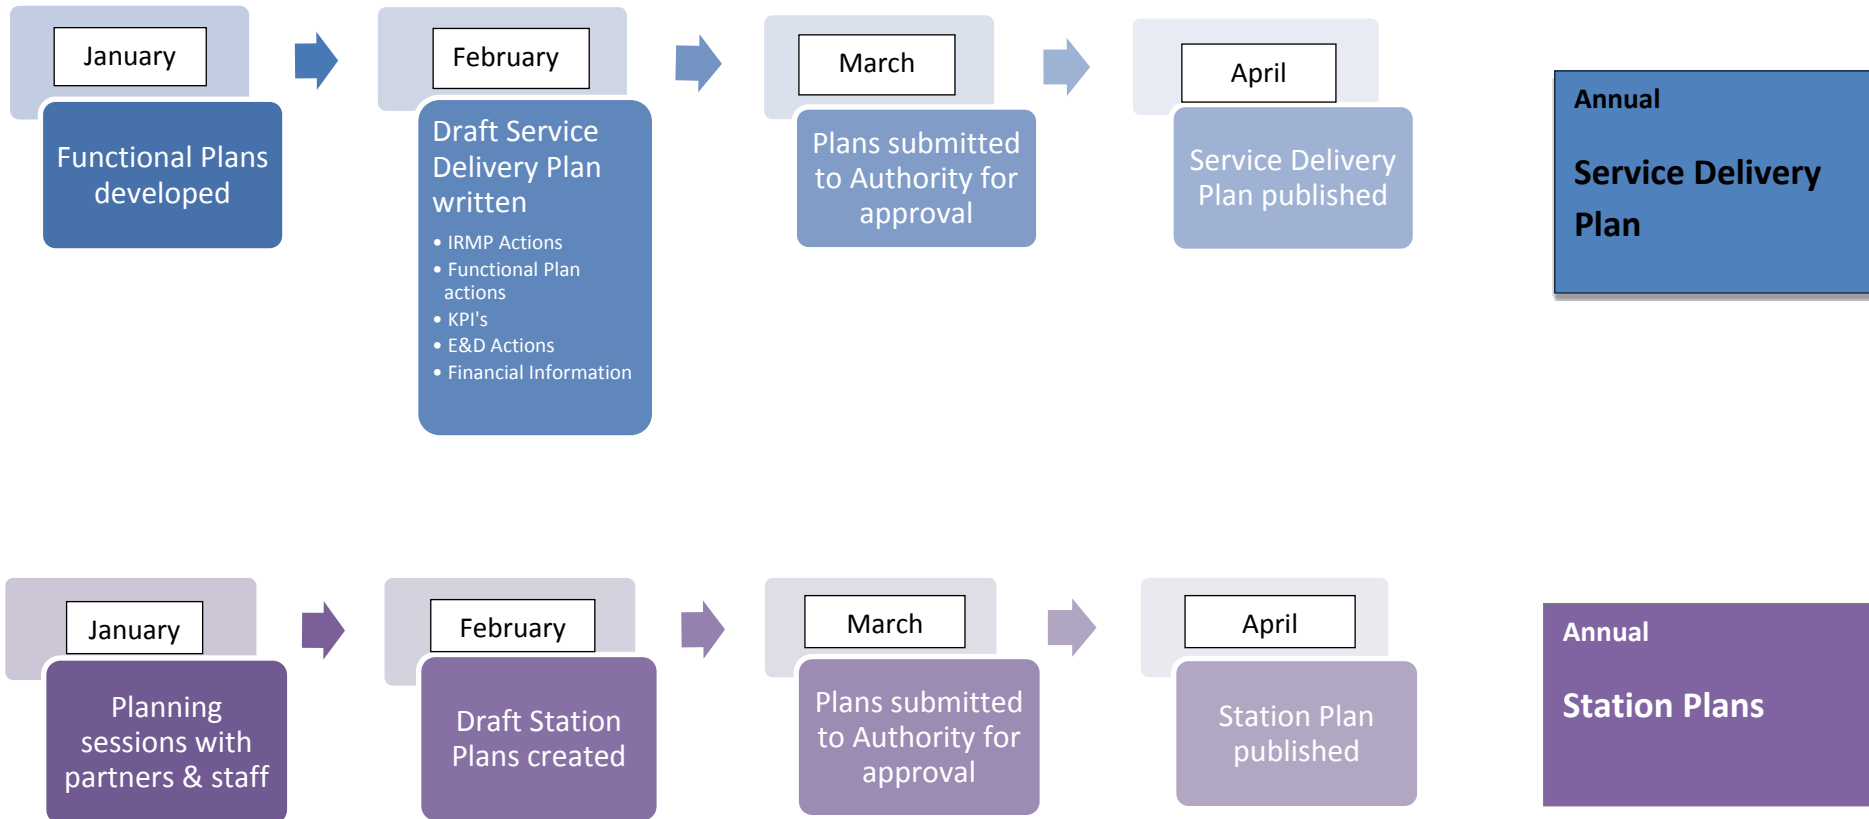 January
Functional Plans
developed
February
Draft Service
Delivery Plan
written
• IRMP Actions
• Functional Plan
actions
• KPI's
• E&D Actions
• Financial Information
March
Plans submitted
to Authority for
approval
April
Service Delivery
Plan published
Annual
Service Delivery
Plan
January
Planning
sessions with
partners & staff
February
Draft Station
Plans created
March
Plans submitted
to Authority for
approval
April
Station Plan
published
Annual
Station Plans